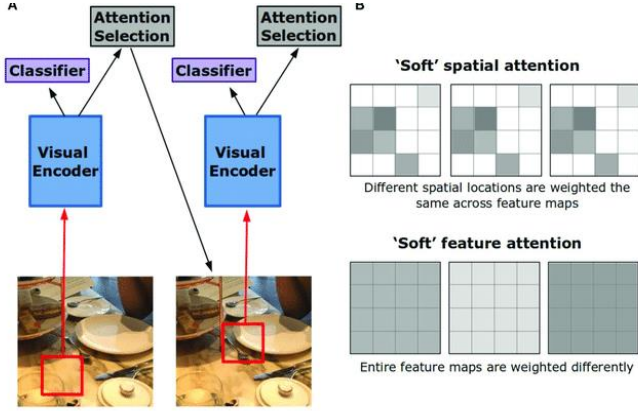 A
Attention
Selection
Attention
Selection
Classifier
Classifier
Visual
Encoder
Visual
Encoder
B
‘Soft’ spatial attention
Different spatial locations are weighted the
same across feature maps
‘Soft’ feature attention
Entire feature maps are weighted differently